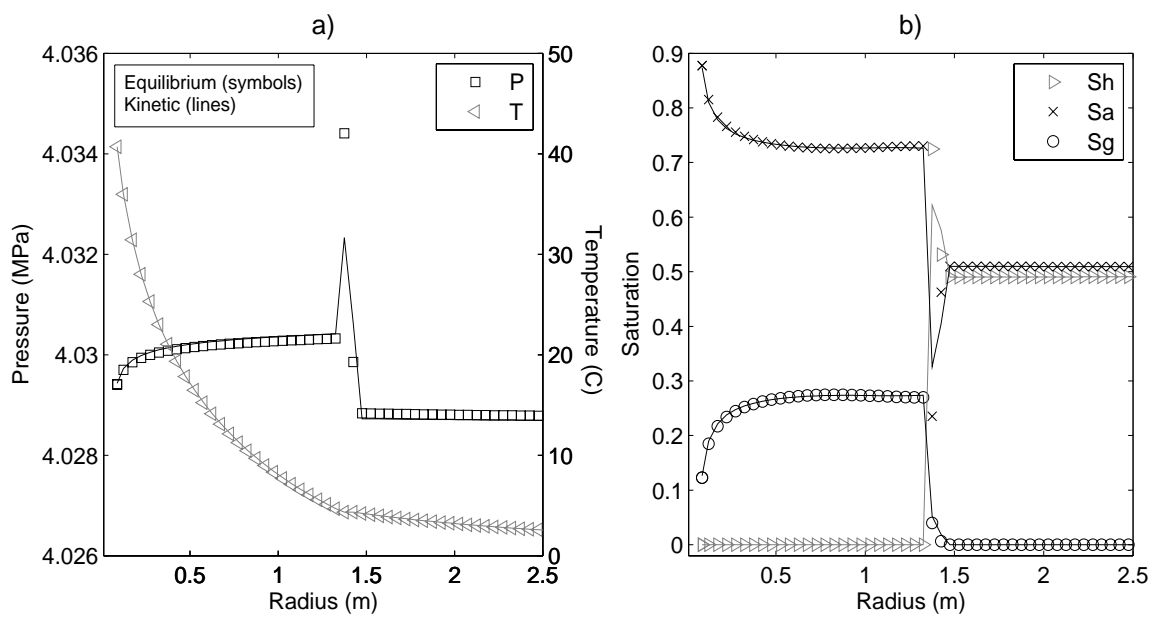 a)
4.036
4.034
4.032
4.03
4.028
4.026
Pressure (MPa)
Equilibrium (symbols)
Kinetic (lines)
P
T
50
40
30
20
10
0
Temperature (C)
0.5
1
1.5
2
2.5
Radius (m)
b)
0.9
0.8
0.7
0.6
0.5
0.4
0.3
0.2
0.1
0
Saturation
Sh
Sa
Sg
0.5
1
1.5
2
2.5
Radius (m)